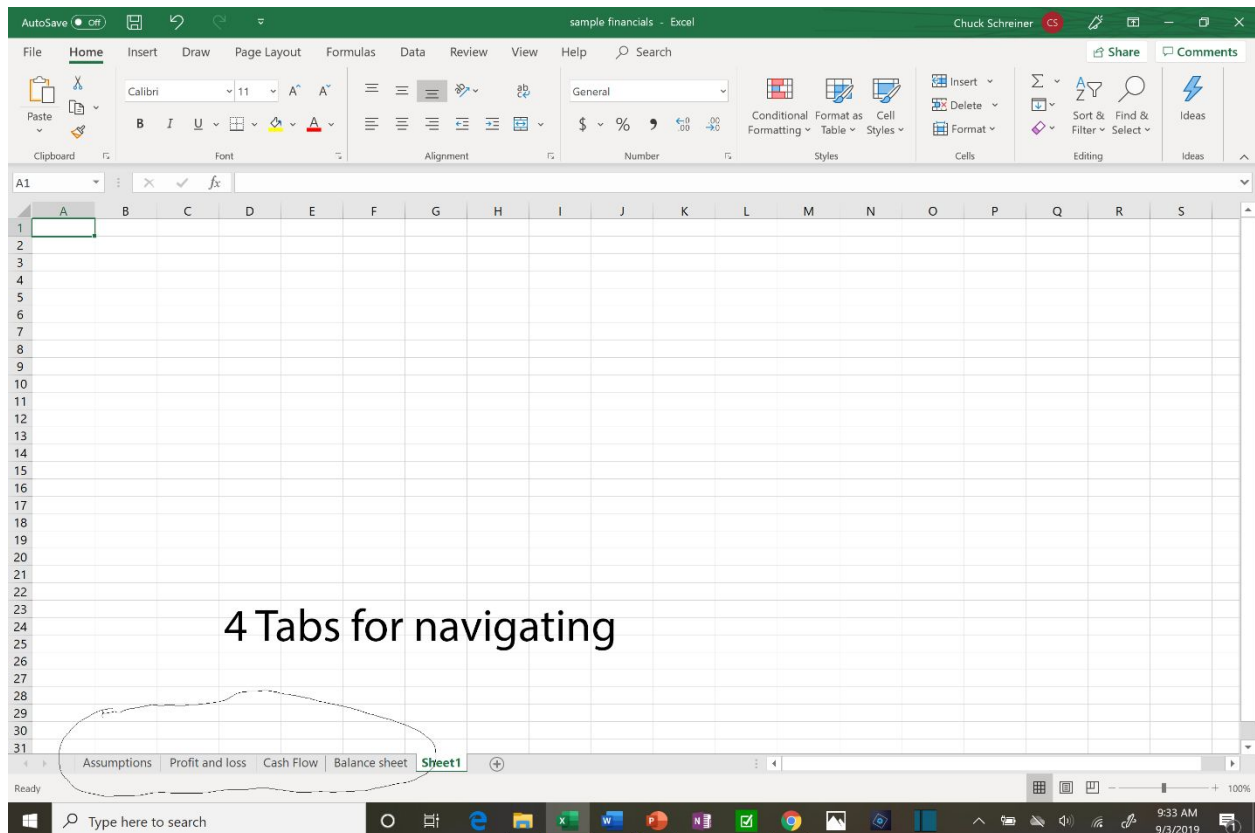 AutoSave Off sample financials - Excel Chuck Schreiner CS
File Home Insert Draw Page Layout Formulas Data Review View Help Search Share Comments
Paste
Calibri 11 A^ A˅
B I U A
ab
General
$ % 9 .00 .0
Conditional Formatting
Format as Table
Cell Styles
Insert
Delete
Format
Sort & Filter
Find & Select
Ideas
Clipboard Font Alignment Number Styles Cells Editing Ideas
A1 fx
A B C D E F G H I J K L M N O P Q R S
1
2
3
4
5
6
7
8
9
10
11
12
13
14
15
16
17
18
19
20
21
22
23
24
25
26
27
28
29
30
31
4 Tabs for navigating
Assumptions Profit and loss Cash Flow Balance sheet Sheet1
Ready 100%
Type here to search 9:33 AM
9/3/2019